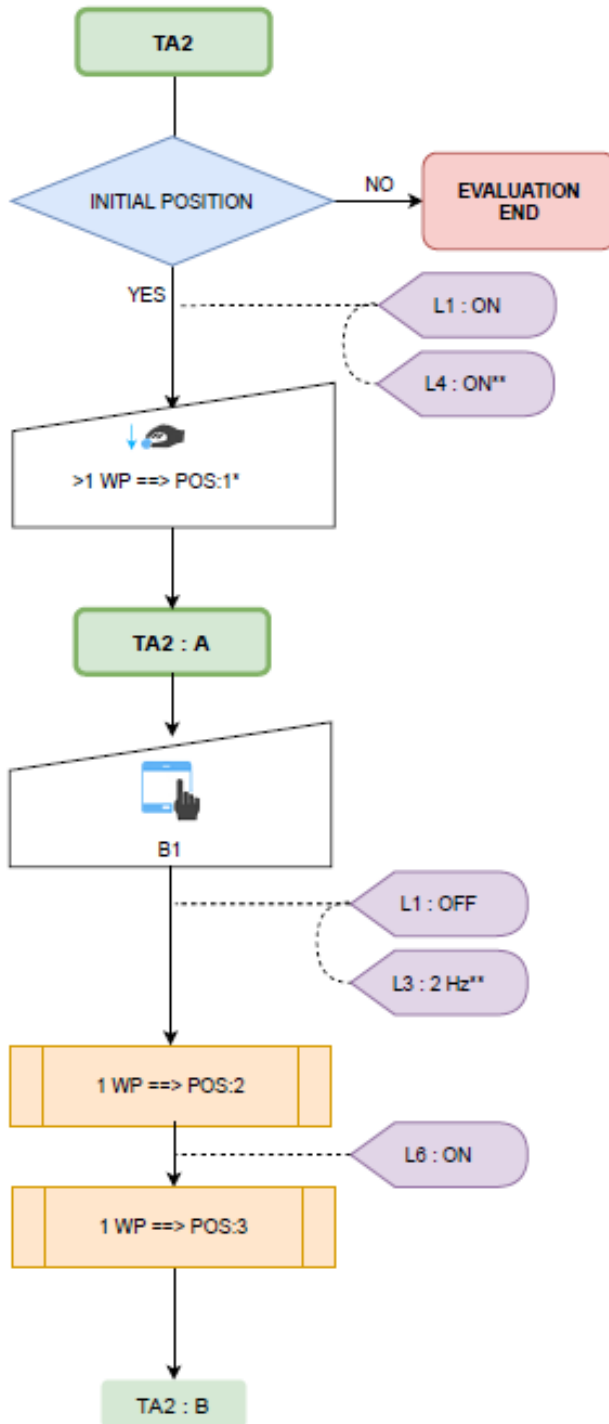 TA2
INITIAL POSITION
NO
EVALUATION
END
YES
L1 : ON
L4 : ON**
>1 WP ==> POS:1*
TA2 : A
B1
L1 : OFF
L3 : 2 Hz**
1 WP ==> POS:2
L6 : ON
1 WP ==> POS:3
TA2 : B